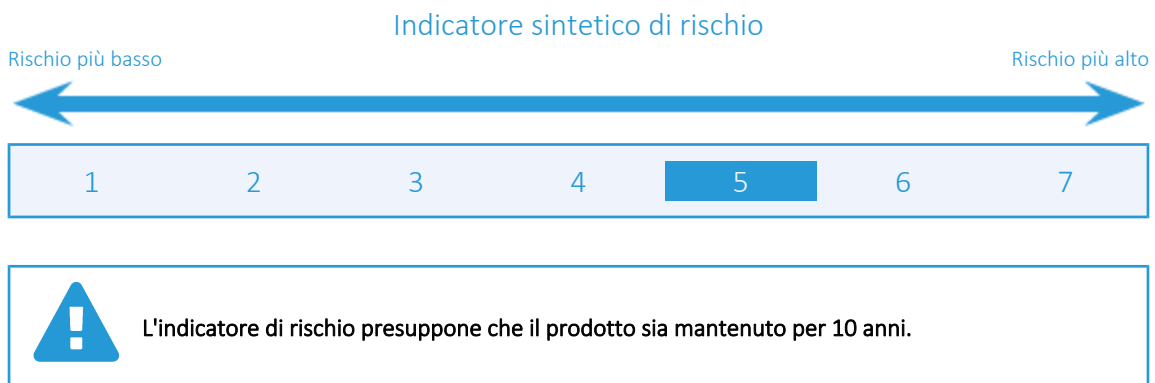 Indicatore sintetico di rischio
Rischio più basso Rischio più alto
1 2 3 4 5 6 7
L'indicatore di rischio presuppone che il prodotto sia mantenuto per 10 anni.